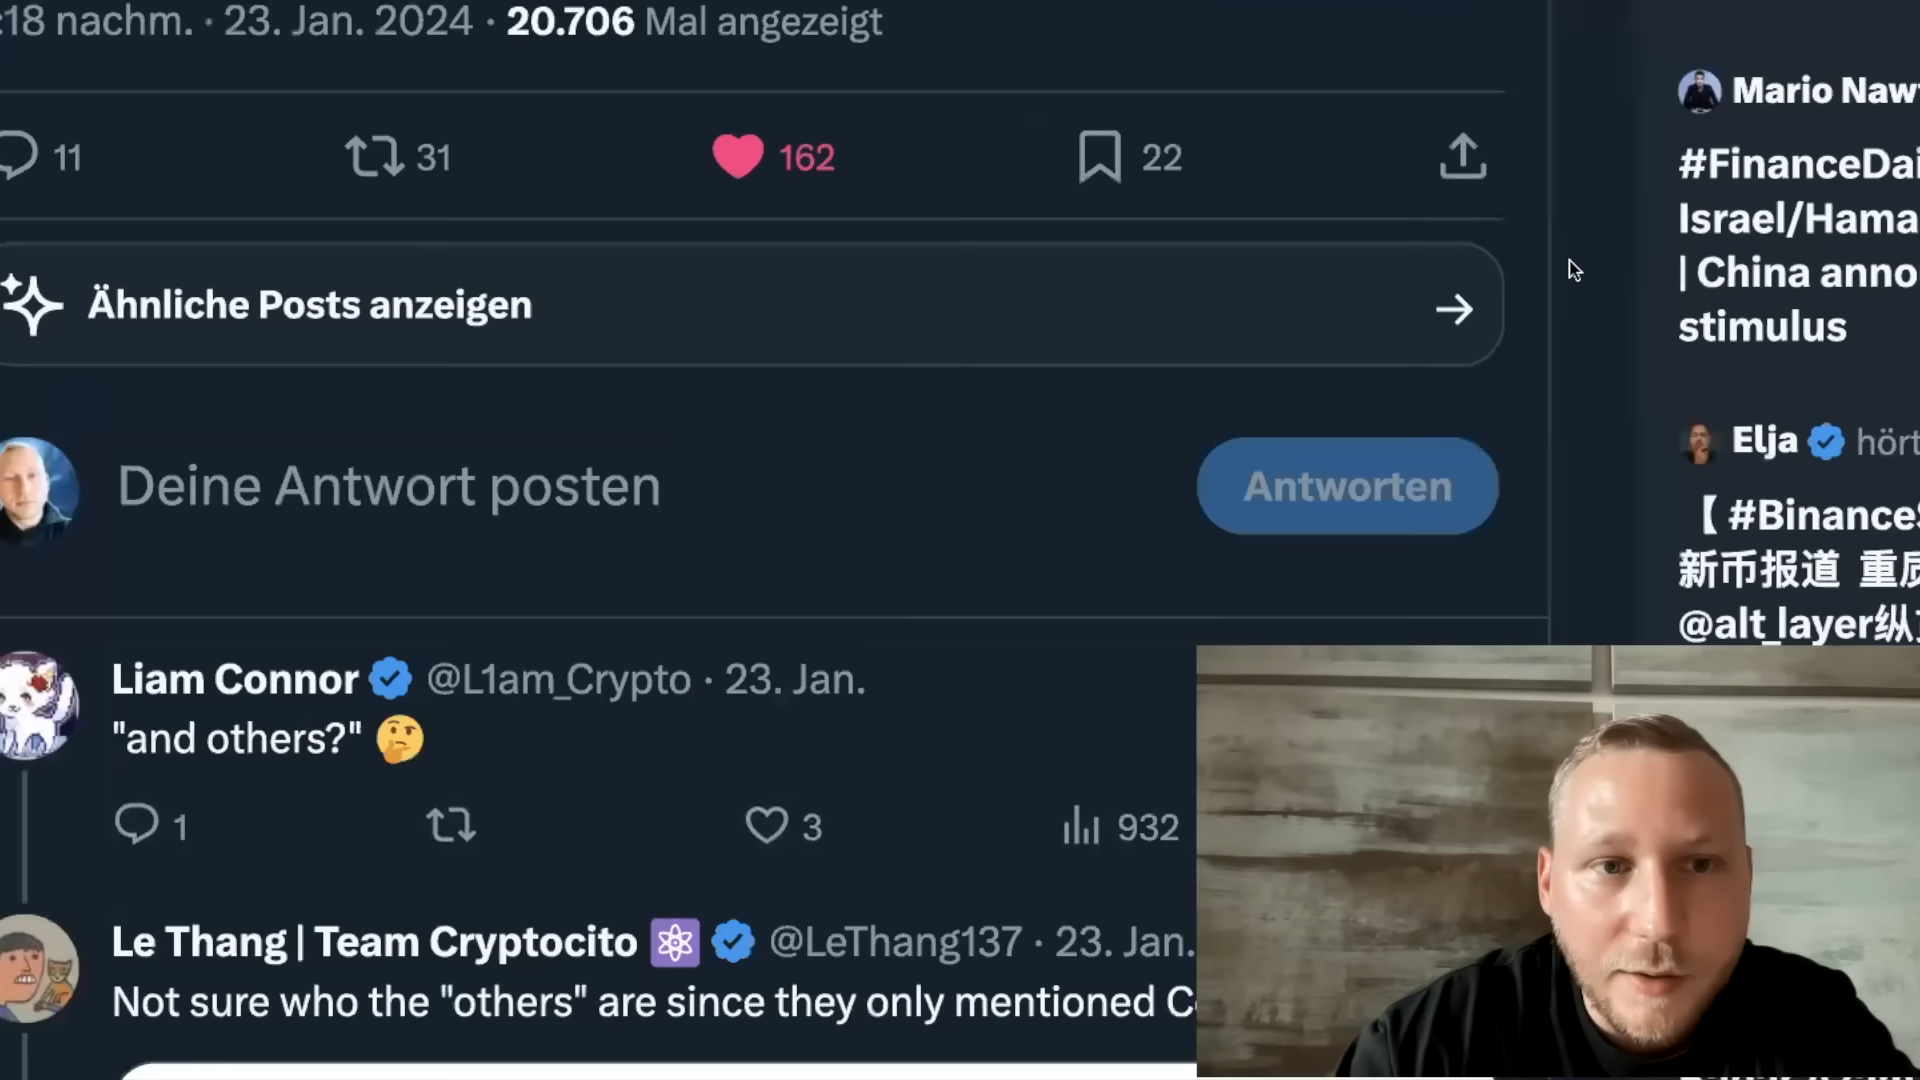 :18 nachm. · 23. Jan. 2024 · 20.706 Mal angezeigt
11 31 162 22
Ähnliche Posts anzeigen
Deine Antwort posten
Antworten
Liam Connor @L1am_Crypto · 23. Jan.
"and others?" 🤔
1 3 932
Le Thang | Team Cryptocito ⚛ @LeThang137 · 23. Jan.
Not sure who the "others" are since they only mentioned
Mario
#FinanceDai
Israel/Hama
| China anno
stimulus
Elja hört
【 #Binance
新币报道 重
@alt_layer纵